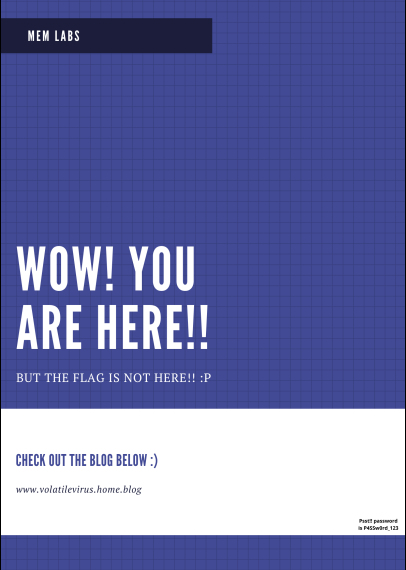 MEM LABS
WOW! YOU
ARE HERE!!
BUT THE FLAG IS NOT HERE!! :P
CHECK OUT THE BLOG BELOW :)
www.volatilevirus.home.blog
Psst!! password
is P4SSw0rd_123